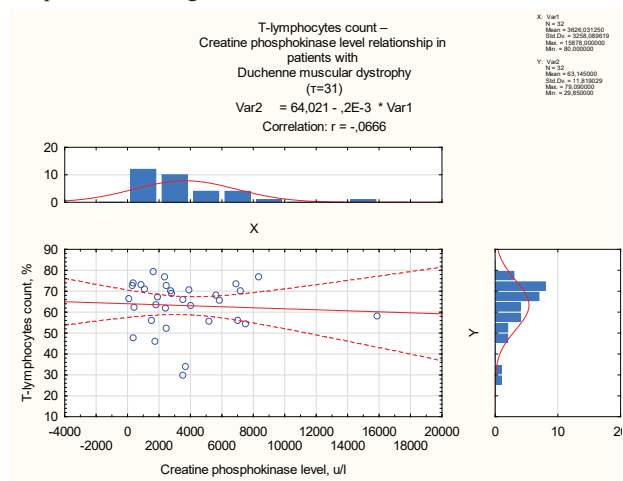 T-lymphocytes count –
Creatine phosphokinase level relationship in
patients with
Duchenne muscular dystrophy
(τ=31)
Var2 = 64,021 - ,2E-3 * Var1
Correlation: r = -,0666
X: Var1
N = 32
Mean = 3626,031250
Std.Dv. = 3258,089619
Max. = 15878,000000
Min. = 80,000000
Y: Var2
N = 32
Mean = 63,145000
Std.Dv. = 11,819029
Max. = 79,090000
Min. = 29,850000
20
10
0
X
T-lymphocytes count, %
90
80
70
60
50
40
30
20
10
-4000 0 4000 8000 12000 16000 20000
-2000 2000 6000 10000 14000 18000
Creatine phosphokinase level, u/l
Y
0 10 20